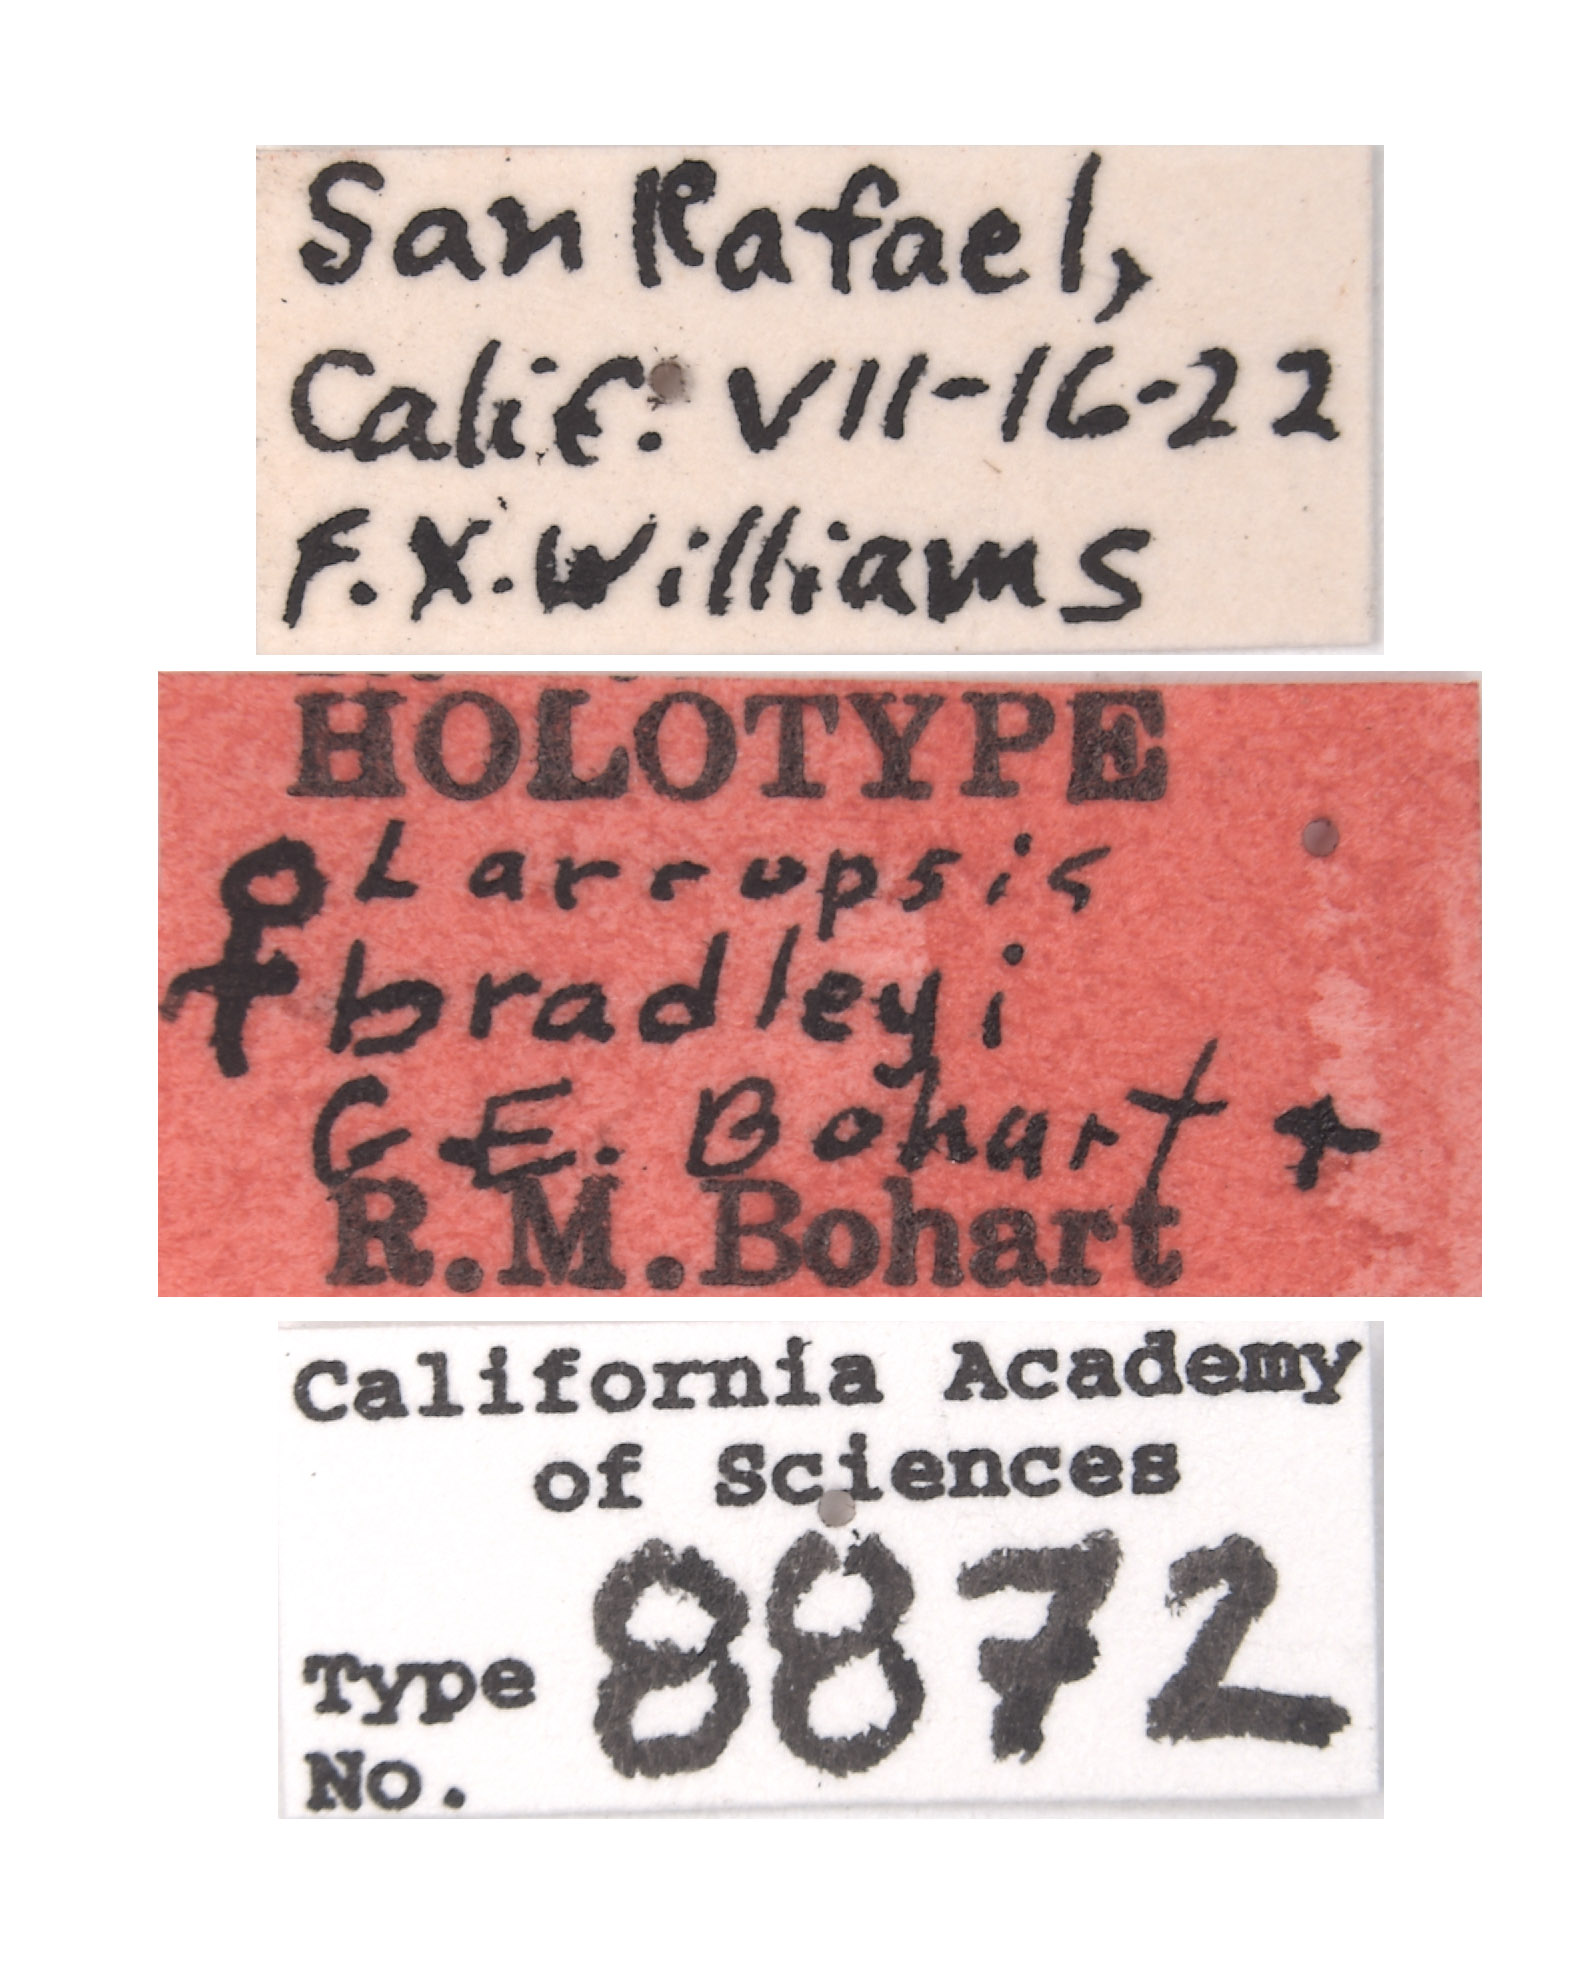 San Rafael,
Calif. VII-16-22
F.X. Williams
HOLOTYPE
♀ Larropsis
bradleyi
G.E. Bohart +
R.M. Bohart
California Academy
of Sciences
Type
No. 8872